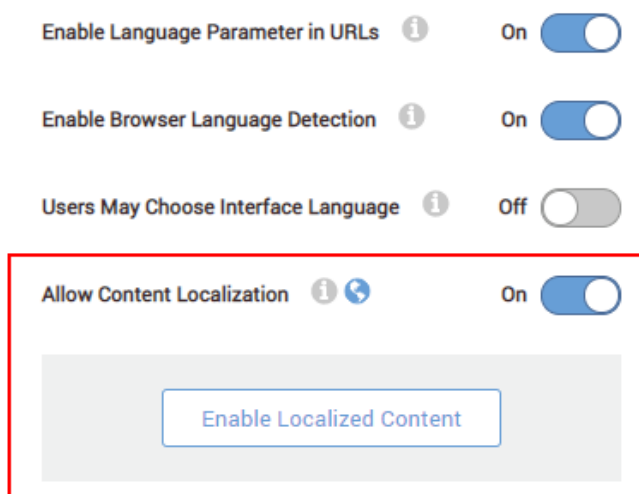 Enable Language Parameter in URLs On
Enable Browser Language Detection On
Users May Choose Interface Language Off
Allow Content Localization On
Enable Localized Content